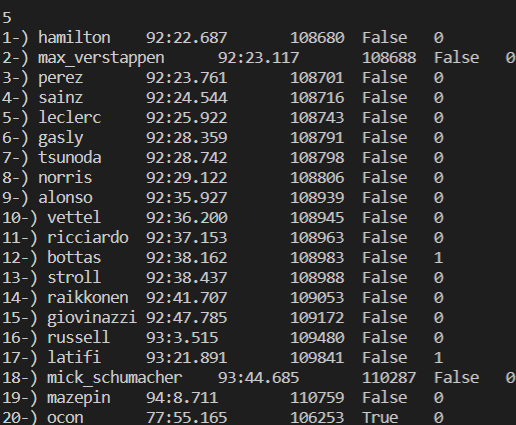 5
1-) hamilton 92:22.687 108680 False 0
2-) max_verstappen 92:23.117 108688 False 0
3-) perez 92:23.761 108701 False 0
4-) sainz 92:24.544 108716 False 0
5-) leclerc 92:25.922 108743 False 0
6-) gasly 92:28.359 108791 False 0
7-) tsunoda 92:28.742 108798 False 0
8-) norris 92:29.122 108806 False 0
9-) alonso 92:35.927 108939 False 0
10-) vettel 92:36.200 108945 False 0
11-) ricciardo 92:37.153 108963 False 0
12-) bottas 92:38.162 108983 False 1
13-) stroll 92:38.437 108988 False 0
14-) raikkonen 92:41.707 109053 False 0
15-) giovinazzi 92:47.785 109172 False 0
16-) russell 93:3.515 109480 False 0
17-) latifi 93:21.891 109841 False 1
18-) mick_schumacher 93:44.685 110287 False 0
19-) mazepin 94:8.711 110759 False 0
20-) ocon 77:55.165 106253 True 0